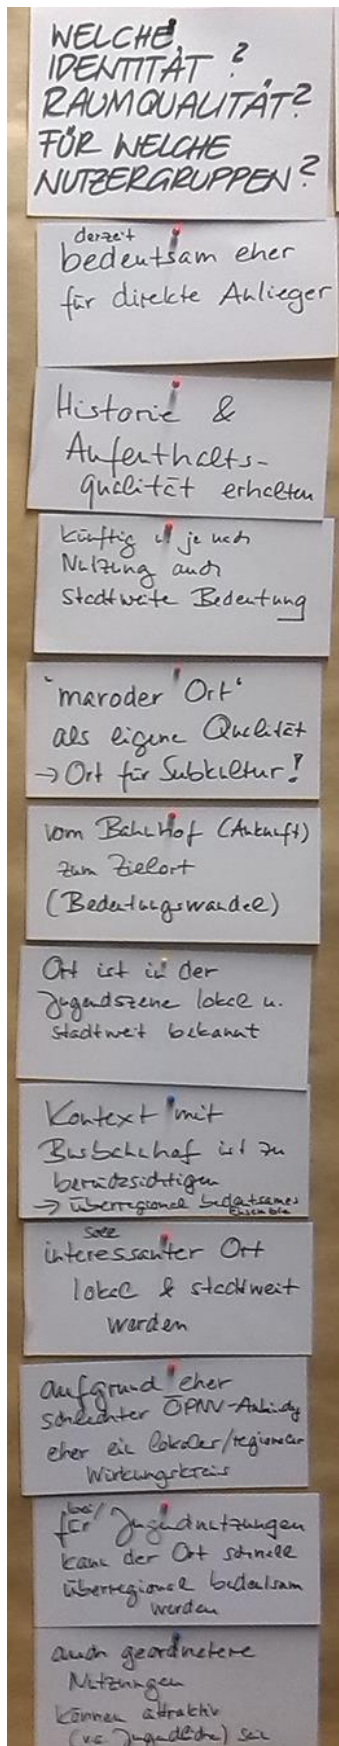 WELCHE
IDENTITÄT ?
RAUMQUALITÄT?
FÜR WELCHE
NUTZERGRUPPEN?
derzeit
bedeutsam eher
für direkte Anlieger
Historie &
Aufenthalts-
qualität erhalten
künftig je nach
Nutzung auch
stadtweite Bedeutung
"maroder Ort"
als eigene Qualität
→ Ort für Subkultur!
vom Bahnhof (Ankunft)
zum Zielort
(Bedeutungswandel)
Ort ist in der
Jugendszene lokal u.
stadtweit bekannt
Kontext mit
Busbahnhof ist zu
berücksichtigen
→ überregional bedeutsames
Ensemble
soll
interessanter Ort
lokal & stadtweit
werden
aufgrund eher
schlechter ÖPNV-Anbindg
eher ein lokaler/regionaler
Wirkungskreis
bei/
für Jugendnutzungen
kann der Ort schnell
überregional bedeutsam
werden
auch geordnetere
Nutzungen
können attraktiv
(v.a. Jugendliche) sein